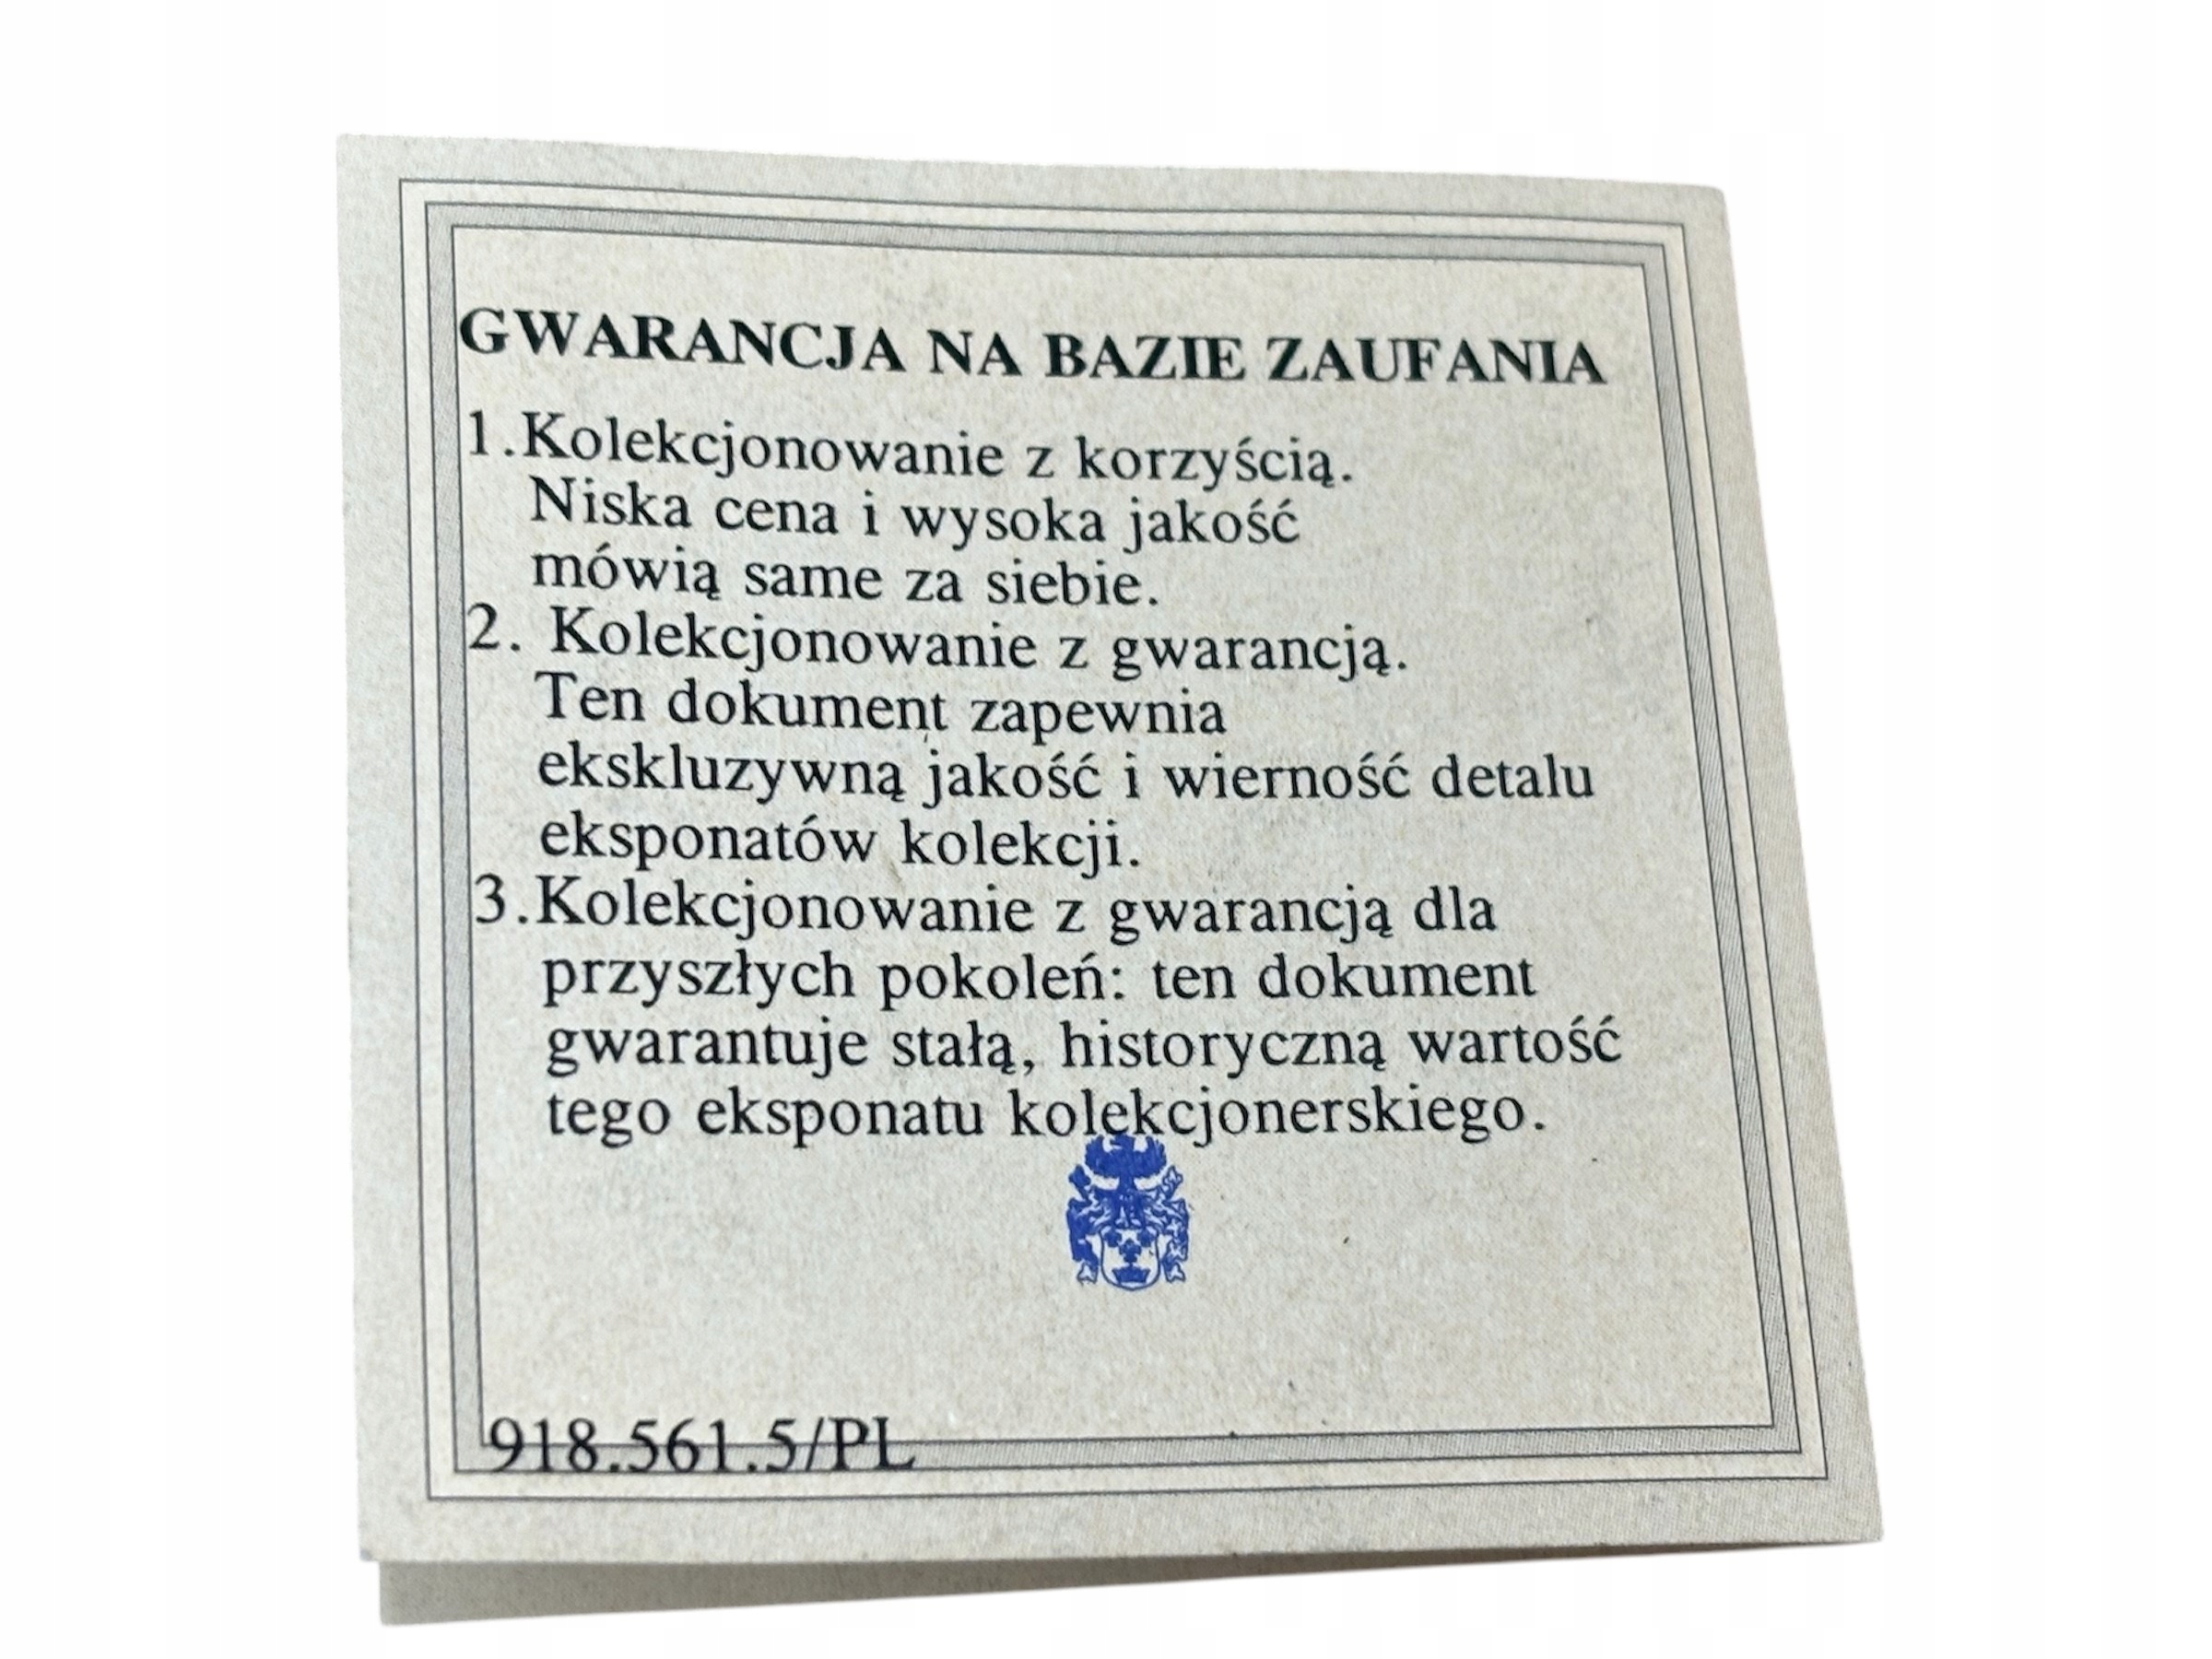 GWARANCJA NA BAZIE ZAUFANIA
1.Kolekcjonowanie z korzyścią.
Niska cena i wysoka jakość
mówią same za siebie.
2. Kolekcjonowanie z gwarancją.
Ten dokument zapewnia
ekskluzywną jakość i wierność detalu
eksponatów kolekcji.
3.Kolekcjonowanie z gwarancją dla
przyszłych pokoleń: ten dokument
gwarantuje stałą, historyczną wartość
tego eksponatu kolekcjonerskiego.
918.561.5/PL